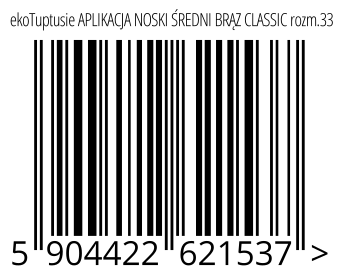 ekoTuptusie APLIKACJA NOSKI ŚREDNI BRĄZ CLASSIC rozm.33
5 904422 621537 >